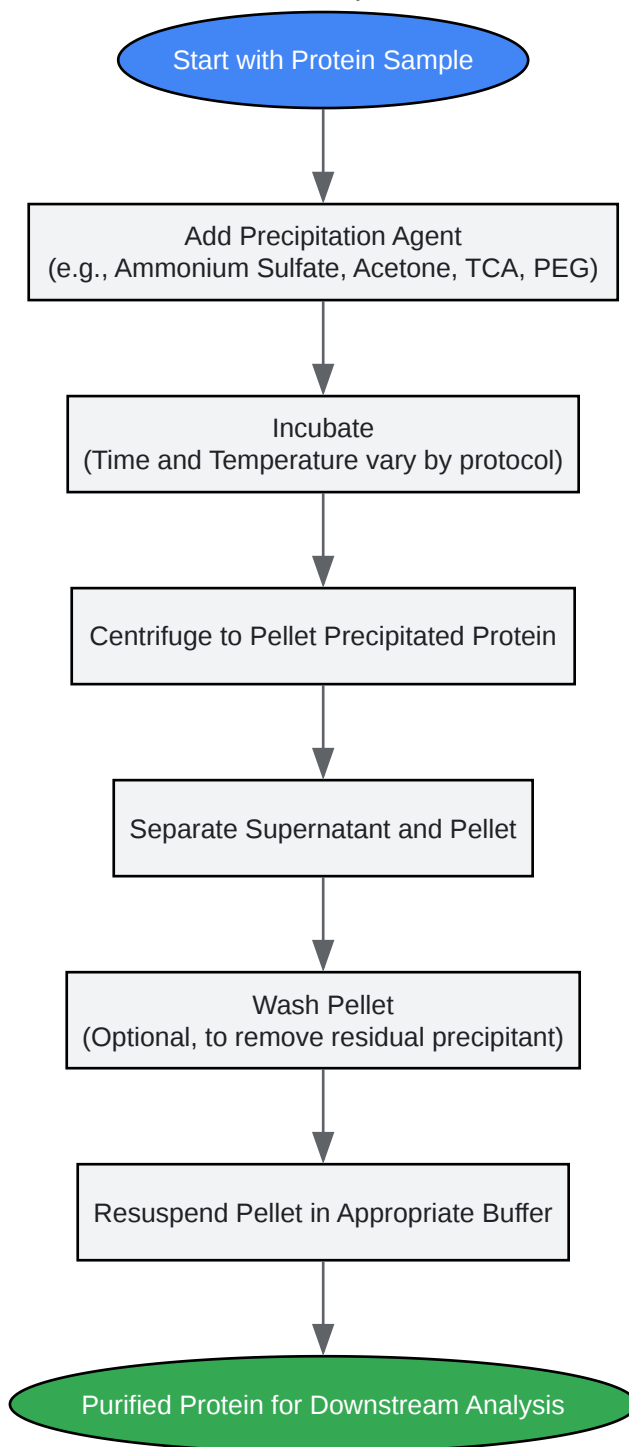 Start with Protein Sample
Add Precipitation Agent
(e.g., Ammonium Sulfate, Acetone, TCA, PEG)
Incubate
(Time and Temperature vary by protocol)
Centrifuge to Pellet Precipitated Protein
Separate Supernatant and Pellet
Wash Pellet
(Optional, to remove residual precipitant)
Resuspend Pellet in Appropriate Buffer
Purified Protein for Downstream Analysis